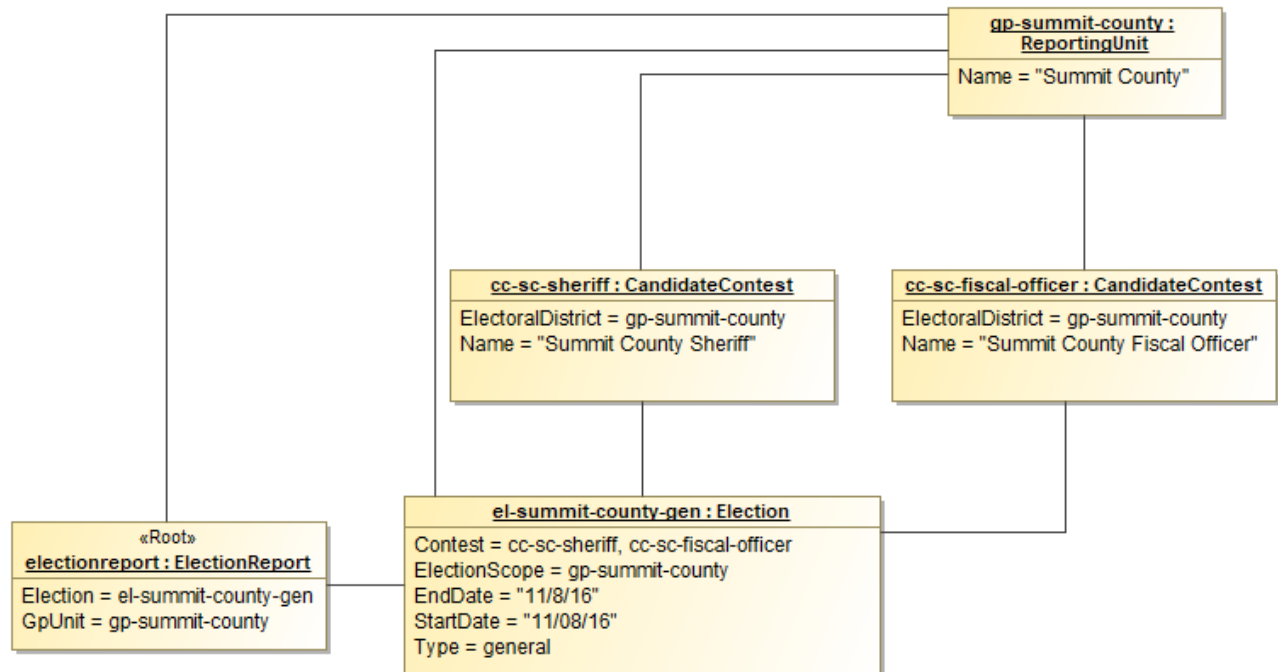 gp-summit-county :
ReportingUnit
Name = "Summit County"
cc-sc-sheriff : CandidateContest
ElectoralDistrict = gp-summit-county
Name = "Summit County Sheriff"
cc-sc-fiscal-officer : CandidateContest
ElectoralDistrict = gp-summit-county
Name = "Summit County Fiscal Officer"
«Root»
electionreport : ElectionReport
Election = el-summit-county-gen
GpUnit = gp-summit-county
el-summit-county-gen : Election
Contest = cc-sc-sheriff, cc-sc-fiscal-officer
ElectionScope = gp-summit-county
EndDate = "11/8/16"
StartDate = "11/08/16"
Type = general